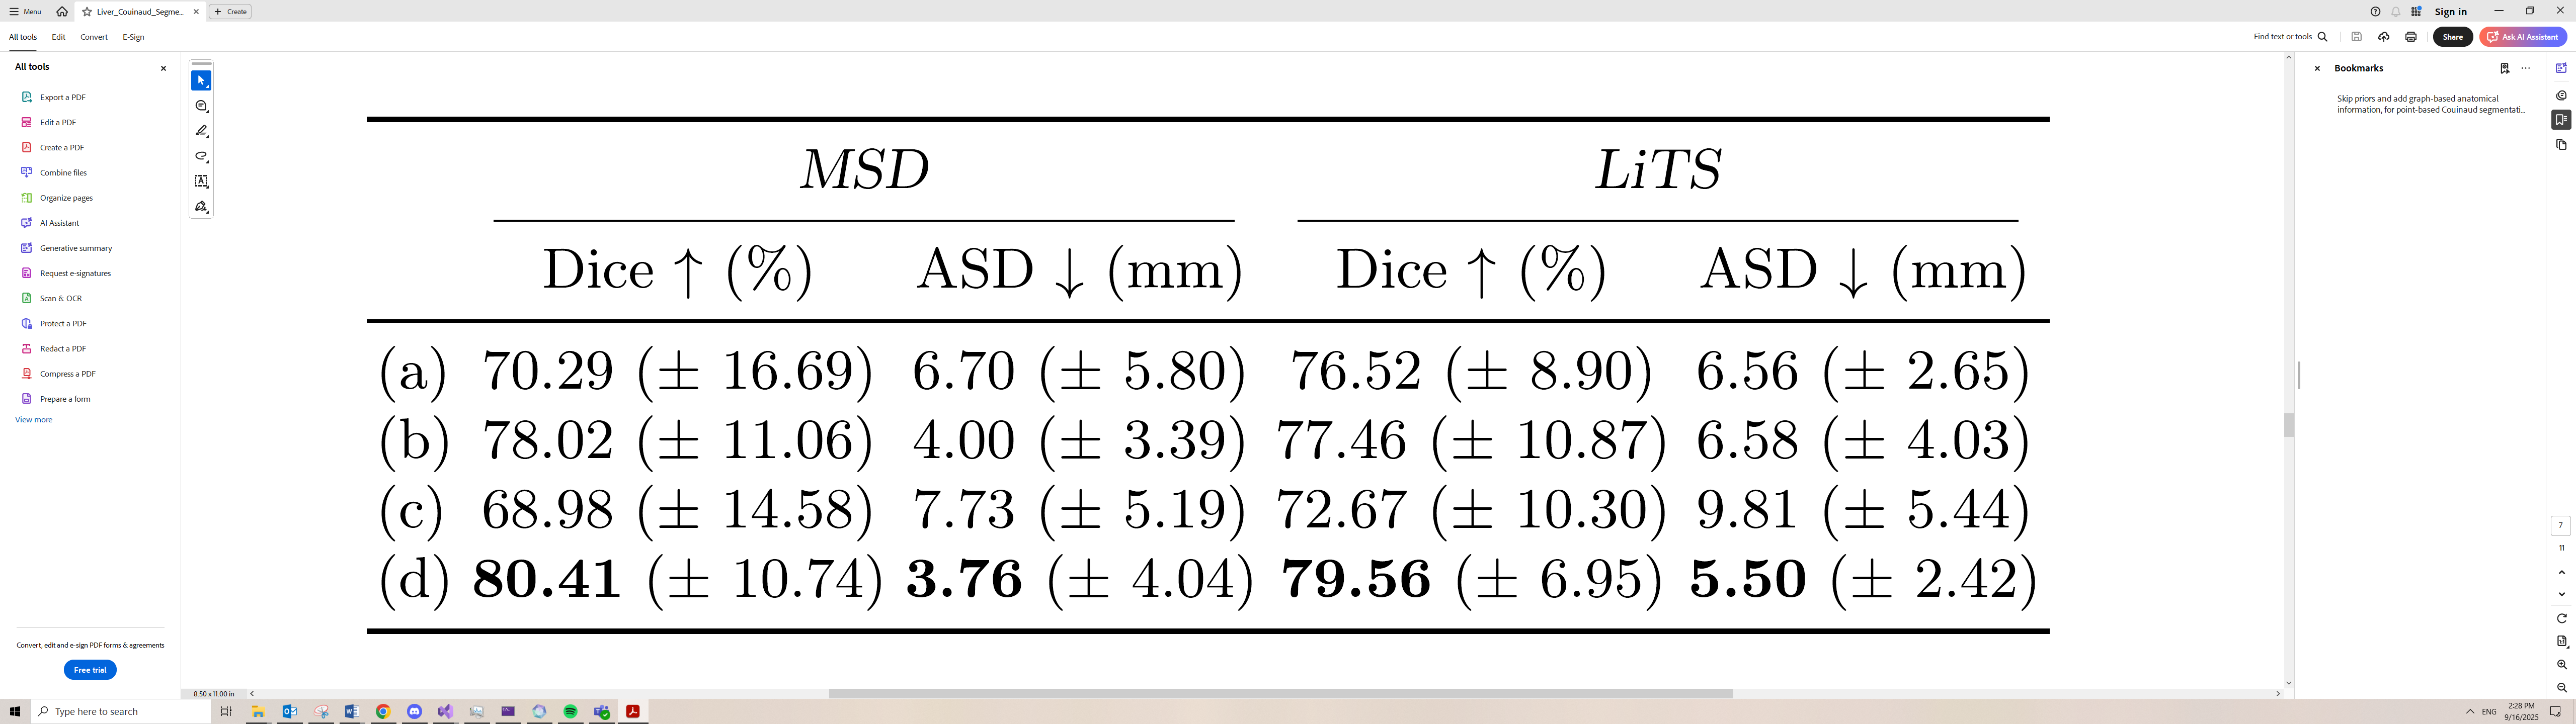 Menu
Liver_Couinaud_Segme...
Create
Sign in
All tools
Edit
Convert
E-Sign
Find text or tools
Share
Ask AI Assistant
All tools
Export a PDF
Edit a PDF
Create a PDF
Combine files
Organize pages
AI Assistant
Generative summary
Request e-signatures
Scan & OCR
Protect a PDF
Redact a PDF
Compress a PDF
Prepare a form
View more
Convert, edit and e-sign PDF forms & agreements
Free trial
MSD LiTS
Dice ↑ (%) ASD ↓ (mm) Dice ↑ (%) ASD ↓ (mm)
(a) 70.29 (± 16.69) 6.70 (± 5.80) 76.52 (± 8.90) 6.56 (± 2.65)
(b) 78.02 (± 11.06) 4.00 (± 3.39) 77.46 (± 10.87) 6.58 (± 4.03)
(c) 68.98 (± 14.58) 7.73 (± 5.19) 72.67 (± 10.30) 9.81 (± 5.44)
(d) 80.41 (± 10.74) 3.76 (± 4.04) 79.56 (± 6.95) 5.50 (± 2.42)
8.50 x 11.00 in
Bookmarks
Skip priors and add graph-based anatomical
information, for point-based Couinaud segmentati...
7
11
Type here to search
ENG
2:28 PM
9/16/2025